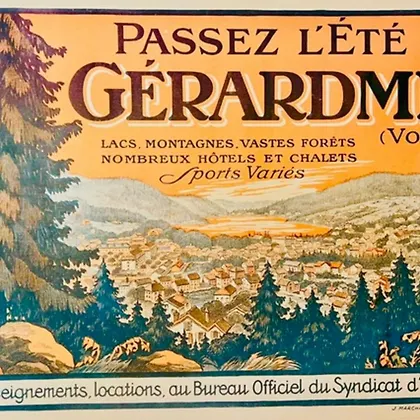 PASSEZ L'ÉTÉ
GÉRARDM
LACS, MONTAGNES, VASTES FORÊTS
(Vo
NOMBREUX HÔTELS ET CHALETS
Sports Variés
eignements, locations, au Bureau Officiel du Syndicat d'
J. MARCH